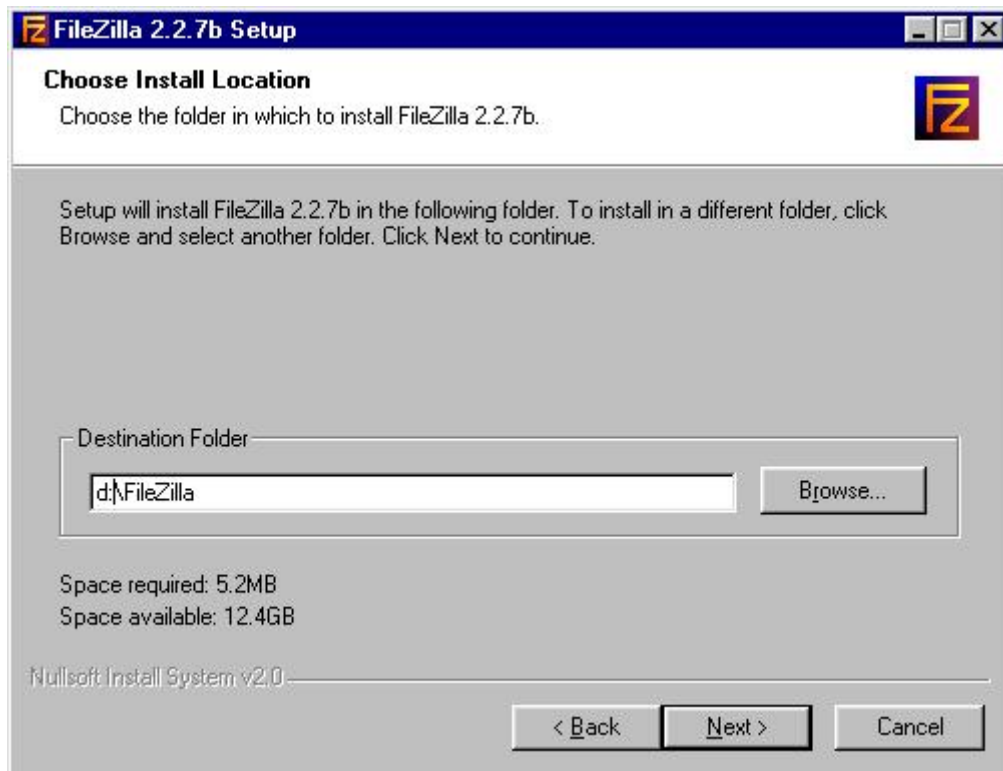 FileZilla 2.2.7b Setup
Choose Install Location
Choose the folder in which to install FileZilla 2.2.7b.
FZ
Setup will install FileZilla 2.2.7b in the following folder. To install in a different folder, click
Browse and select another folder. Click Next to continue.
Destination Folder
d:\FileZilla
Browse...
Space required: 5.2MB
Space available: 12.4GB
Nullsoft Install System v2.0
< Back
Next >
Cancel